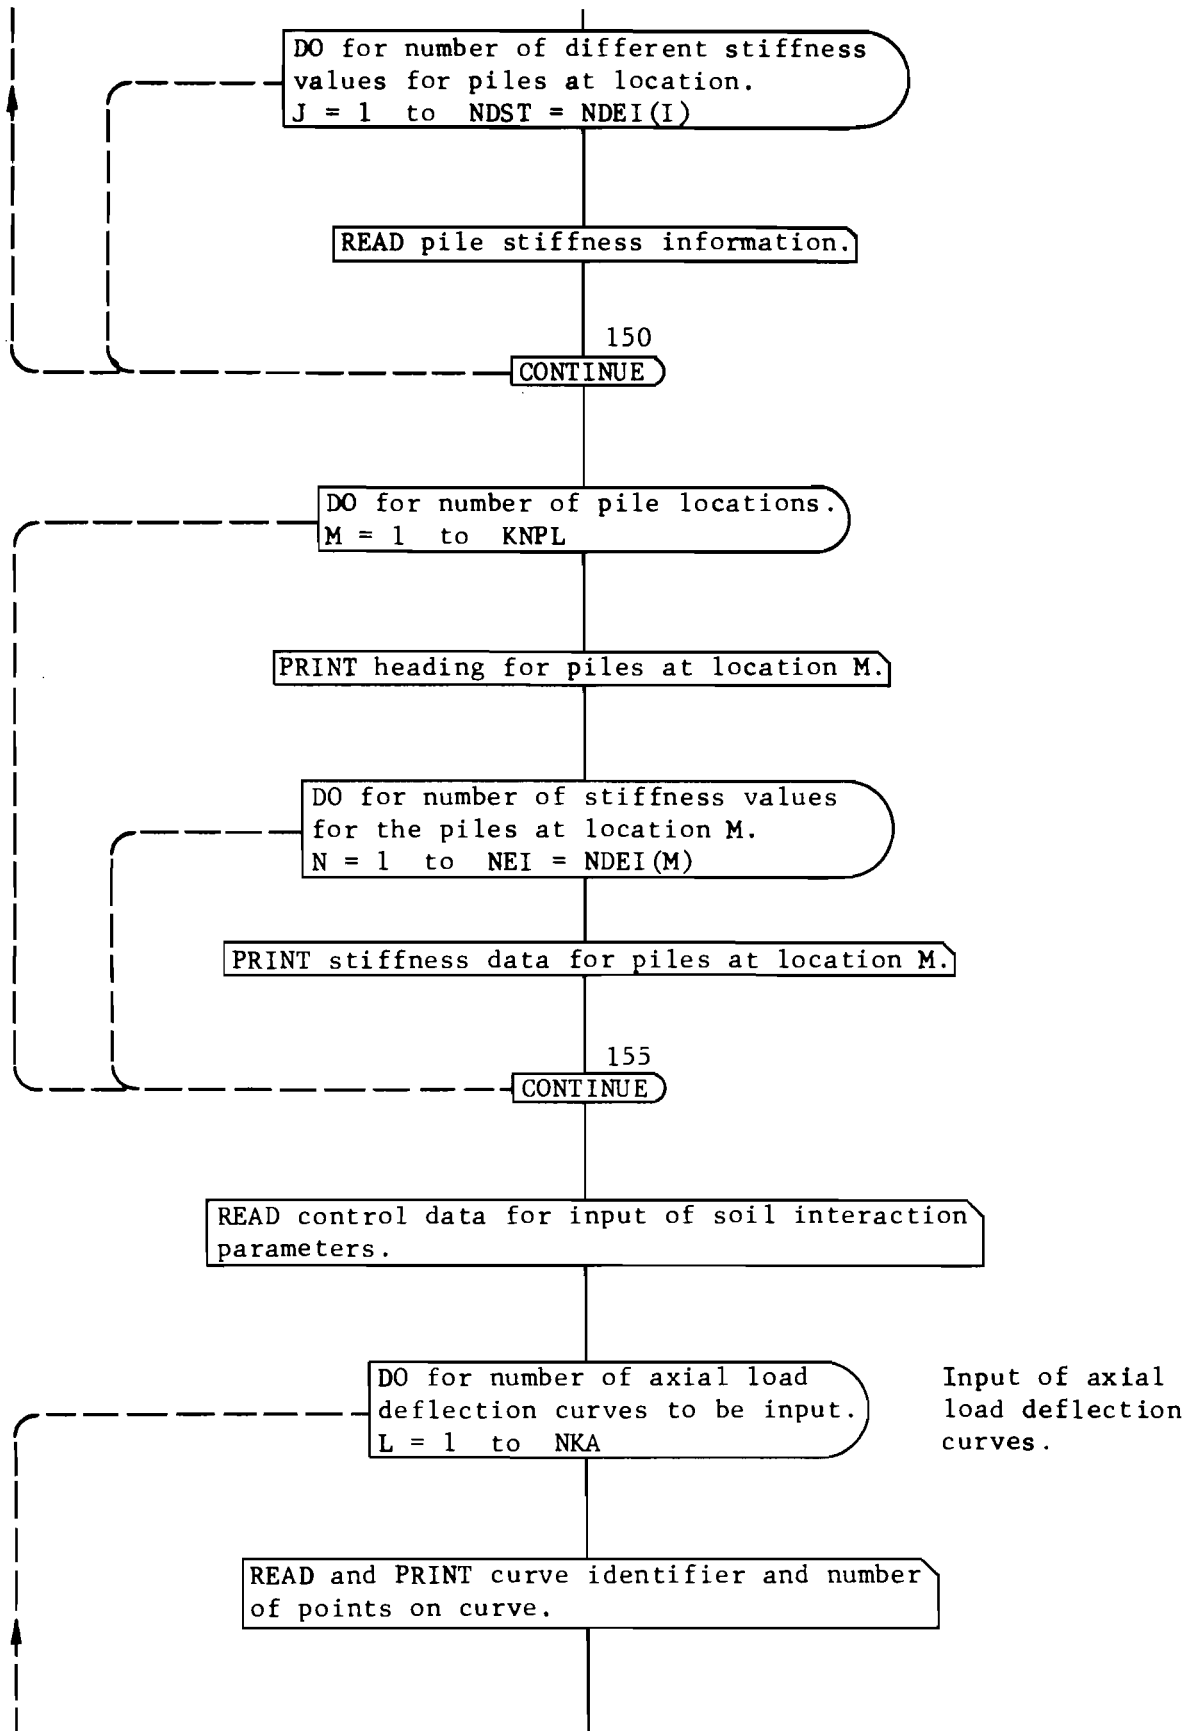 DO for number of different stiffness
values for piles at location.
J = 1 to NDST = NDEI(I)
READ pile stiffness information.
150
CONTINUE
DO for number of pile locations.
M = 1 to KNPL
PRINT heading for piles at location M.
DO for number of stiffness values
for the piles at location M.
N = 1 to NEI = NDEI(M)
PRINT stiffness data for piles at location M.
155
CONTINUE
READ control data for input of soil interaction
parameters.
DO for number of axial load
deflection curves to be input.
L = 1 to NKA
Input of axial
load deflection
curves.
READ and PRINT curve identifier and number
of points on curve.